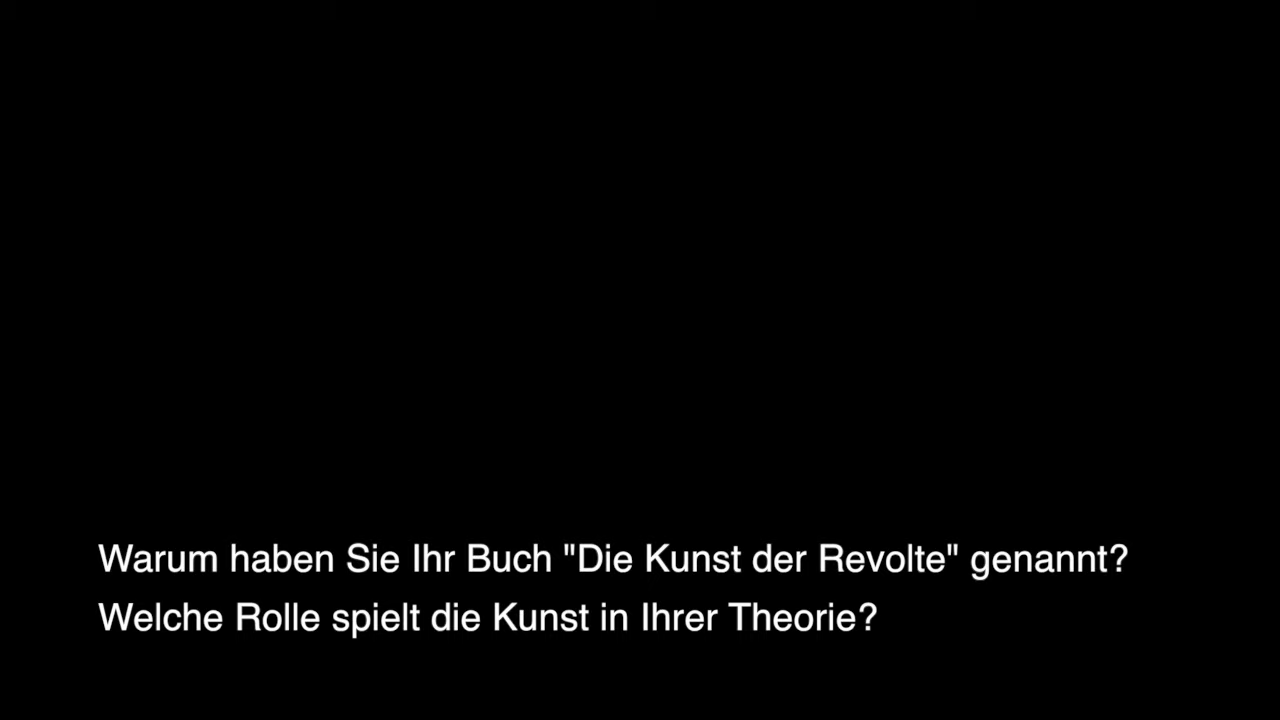 Warum haben Sie Ihr Buch "Die Kunst der Revolte" genannt?
Welche Rolle spielt die Kunst in Ihrer Theorie?